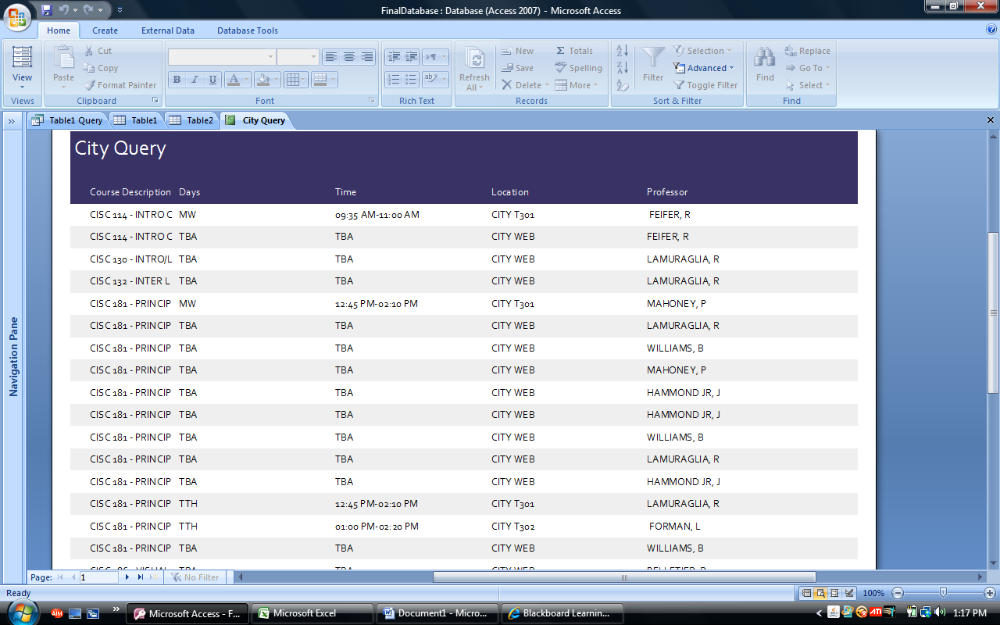 FinalDatabase : Database (Access 2007) - Microsoft Access
Home Create External Data Database Tools
View
Views
Paste
Cut
Copy
Format Painter
Clipboard
B I U
Font
Rich Text
Refresh All
New
Save
Delete
Totals
Spelling
More
Records
Filter
Selection
Advanced
Toggle Filter
Sort & Filter
Find
Replace
Go To
Select
Find
Table1 Query Table1 Table2 City Query
Navigation Pane
City Query
Course Description Days Time Location Professor
CISC 114 - INTRO C MW 09:35 AM-11:00 AM CITY T301 FEIFER, R
CISC 114 - INTRO C TBA TBA CITY WEB FEIFER, R
CISC 130 - INTRO/L TBA TBA CITY WEB LAMURAGLIA, R
CISC 132 - INTER L TBA TBA CITY WEB LAMURAGLIA, R
CISC 181 - PRINCIP MW 12:45 PM-02:10 PM CITY T301 MAHONEY, P
CISC 181 - PRINCIP TBA TBA CITY WEB LAMURAGLIA, R
CISC 181 - PRINCIP TBA TBA CITY WEB WILLIAMS, B
CISC 181 - PRINCIP TBA TBA CITY WEB MAHONEY, P
CISC 181 - PRINCIP TBA TBA CITY WEB HAMMOND JR, J
CISC 181 - PRINCIP TBA TBA CITY WEB HAMMOND JR, J
CISC 181 - PRINCIP TBA TBA CITY WEB WILLIAMS, B
CISC 181 - PRINCIP TBA TBA CITY WEB LAMURAGLIA, R
CISC 181 - PRINCIP TBA TBA CITY WEB HAMMOND JR, J
CISC 181 - PRINCIP TTH 12:45 PM-02:10 PM CITY T301 LAMURAGLIA, R
CISC 181 - PRINCIP TTH 01:00 PM-02:20 PM CITY T302 FORMAN, L
CISC 181 - PRINCIP TBA TBA CITY WEB WILLIAMS, B
TBA TBA CITY WEB
Page: 1 No Filter
Ready 100%
Microsoft Access - F... Microsoft Excel Document1 - Micro... Blackboard Learnin... 1:17 PM